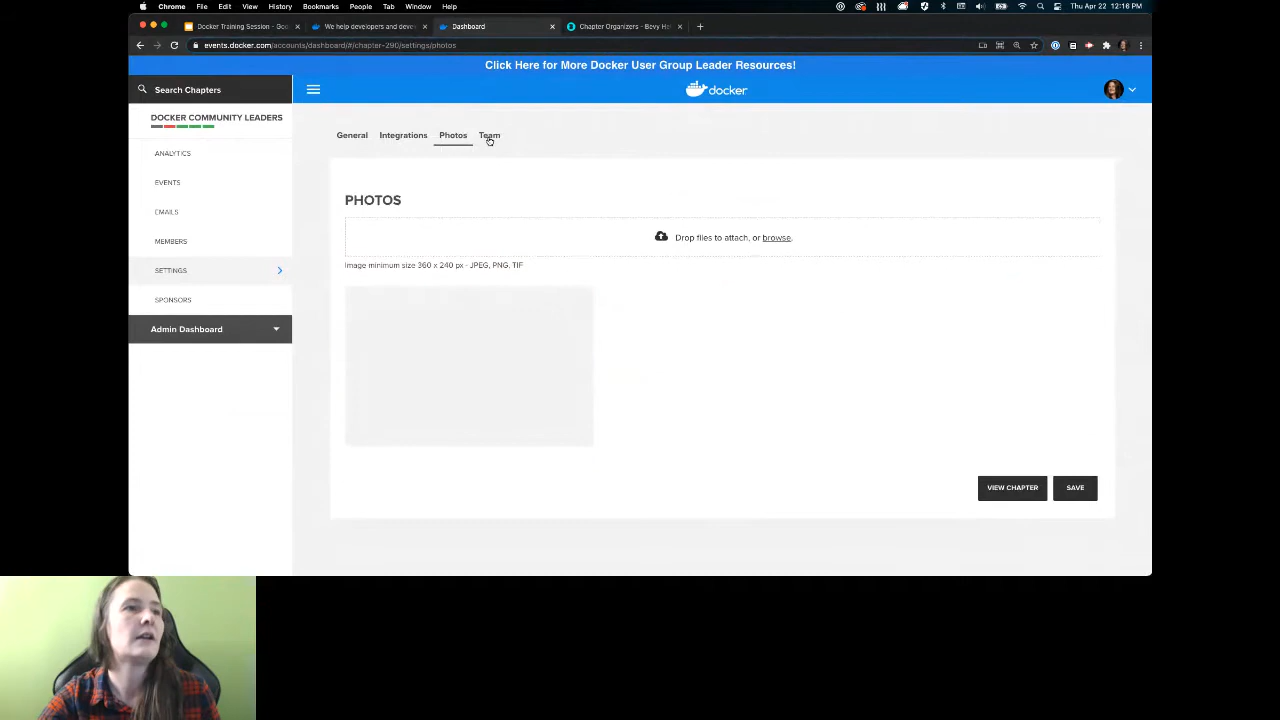 Chrome File Edit View History Bookmarks People Tab Window Help
Thu Apr 22 12:16 PM
Docker Training Session - Goo
We help developers and devel
Dashboard
Chapter Organizers - Bevy Hel
events.docker.com/accounts/dashboard/#/chapter-290/settings/photos
Click Here for More Docker User Group Leader Resources!
Search Chapters
docker
DOCKER COMMUNITY LEADERS
General Integrations Photos Team
ANALYTICS
EVENTS
EMAILS
MEMBERS
SETTINGS
SPONSORS
Admin Dashboard
PHOTOS
Drop files to attach, or browse.
Image minimum size 360 x 240 px - JPEG, PNG, TIF
VIEW CHAPTER SAVE